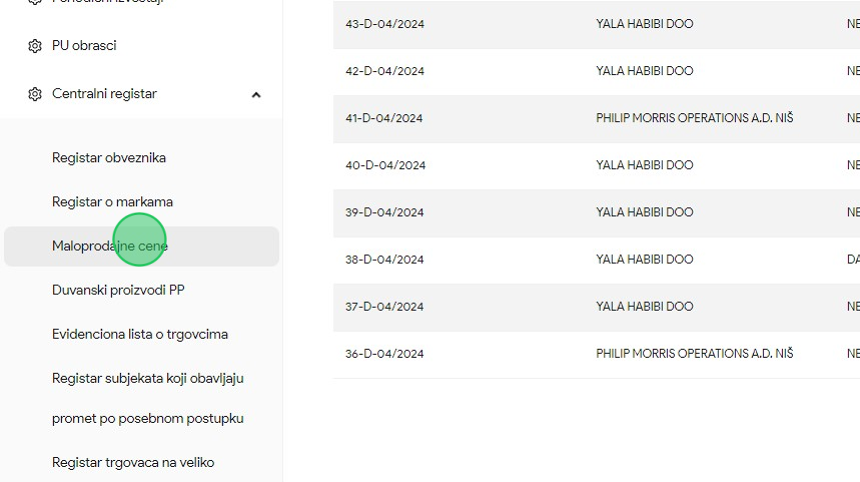 PU obrasci
Centralni registar
Registar obveznika
Registar o markama
Maloprodajne cene
Duvanski proizvodi PP
Evidenciona lista o trgovcima
Registar subjekata koji obavljaju
promet po posebnom postupku
Registar trgovaca na veliko
43-D-04/2024 YALA HABIBI DOO NE
42-D-04/2024 YALA HABIBI DOO NE
41-D-04/2024 PHILIP MORRIS OPERATIONS A.D. NIŠ NE
40-D-04/2024 YALA HABIBI DOO NE
39-D-04/2024 YALA HABIBI DOO NE
38-D-04/2024 YALA HABIBI DOO DA
37-D-04/2024 YALA HABIBI DOO NE
36-D-04/2024 PHILIP MORRIS OPERATIONS A.D. NIŠ NE